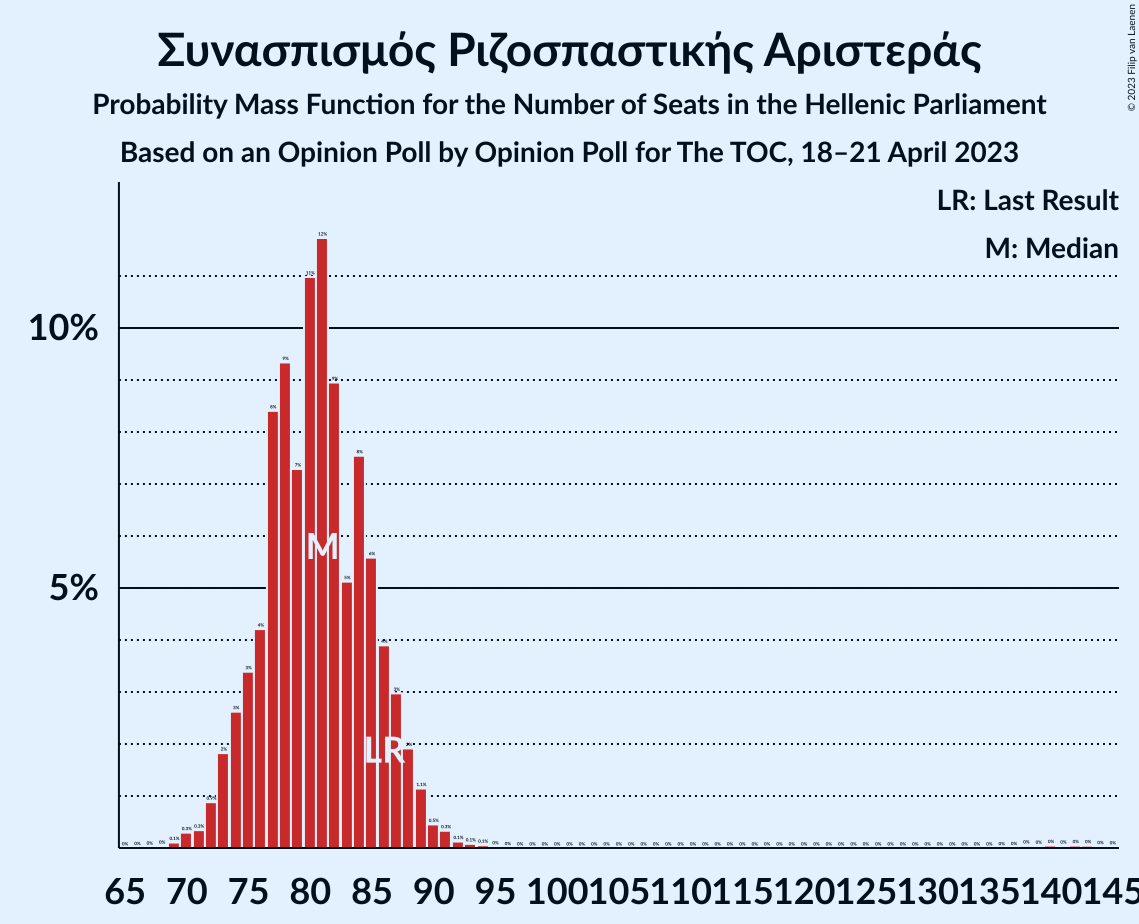 Συνασπισμός Ριζοσπαστικής Αριστεράς
Probability Mass Function for the Number of Seats in the Hellenic Parliament
Based on an Opinion Poll by Opinion Poll for The TOC, 18–21 April 2023
© 2023 Filip van Laenen
LR: Last Result
M: Median
10%
5%
M
LR
65 70 75 80 85 90 95 100 105 110 115 120 125 130 135 140 145